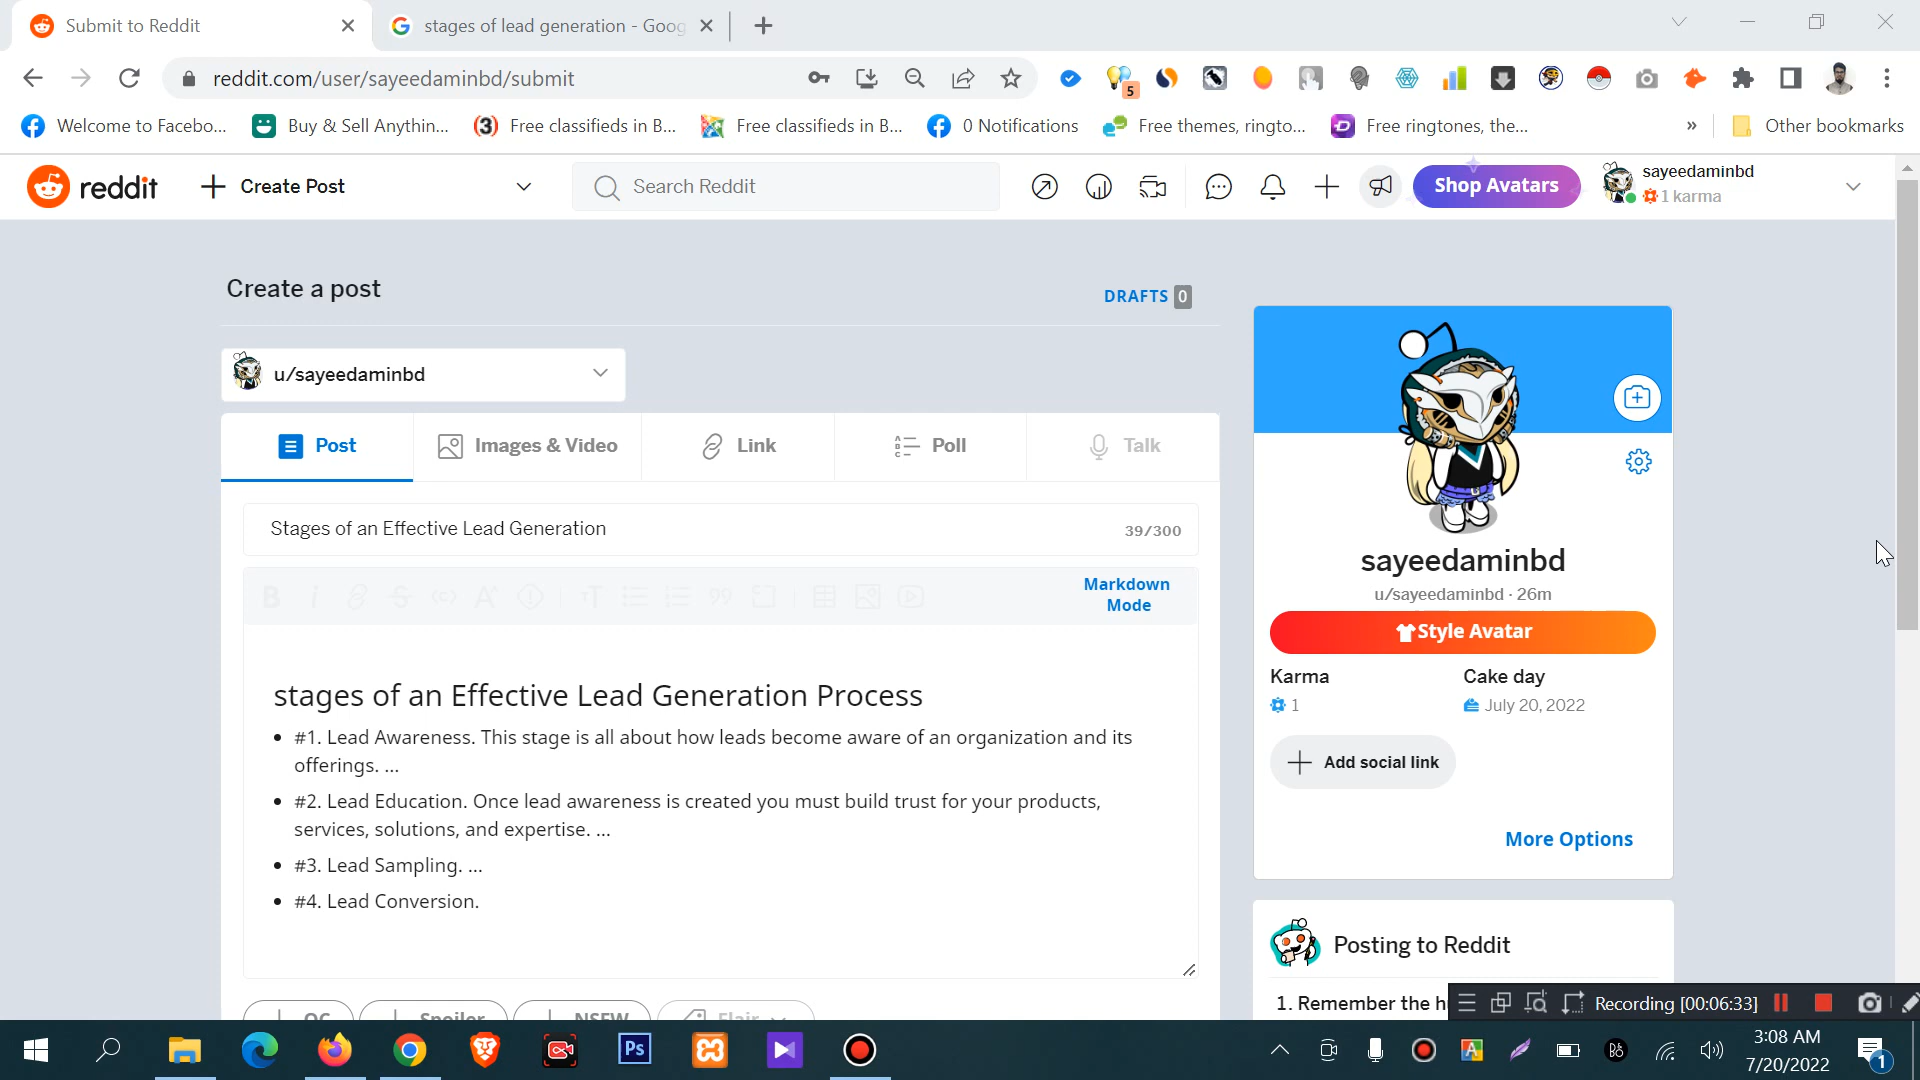 Submit to Reddit
stages of lead generation - Goog
reddit.com/user/sayeedaminbd/submit
5
Welcome to Facebo...
Buy & Sell Anythin...
Free classifieds in B...
Free classifieds in B...
0 Notifications
Free themes, ringto...
Free ringtones, the...
»
Other bookmarks
reddit
Create Post
Search Reddit
Shop Avatars
sayeedaminbd
1 karma
Create a post
DRAFTS 0
u/sayeedaminbd
Post
Images & Video
Link
Poll
Talk
Stages of an Effective Lead Generation
39/300
Markdown
Mode
stages of an Effective Lead Generation Process
• #1. Lead Awareness. This stage is all about how leads become aware of an organization and its
offerings. ...
• #2. Lead Education. Once lead awareness is created you must build trust for your products,
services, solutions, and expertise. ...
• #3. Lead Sampling. ...
• #4. Lead Conversion.
OC
Spoiler
NSFW
Flair
sayeedaminbd
u/sayeedaminbd · 26m
Style Avatar
Karma
Cake day
1
July 20, 2022
Add social link
More Options
Posting to Reddit
1. Remember the h
Recording [00:06:33]
Ps
3:08 AM
7/20/2022
1